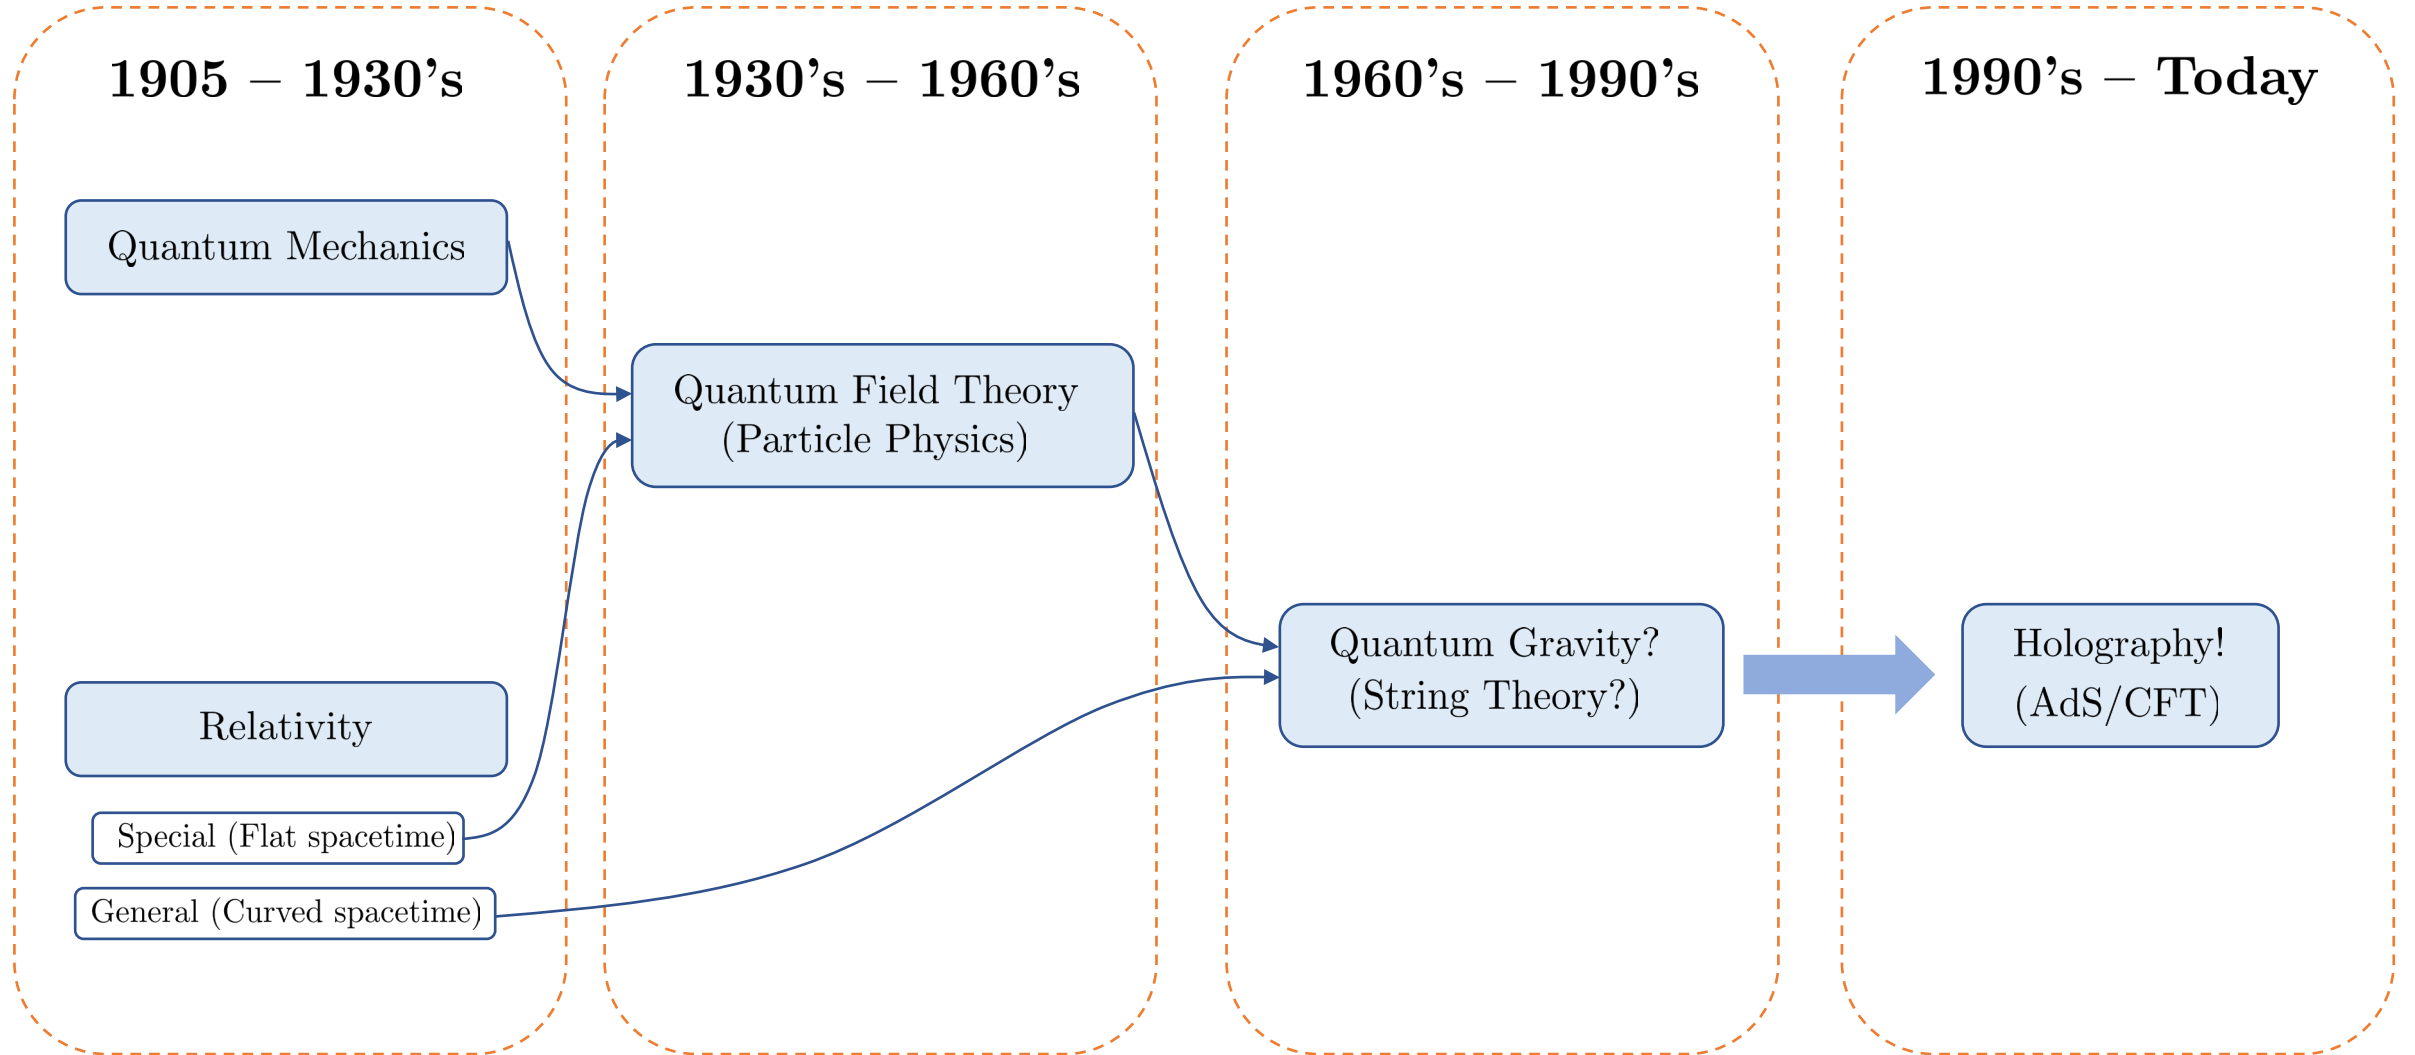 1905 – 1930's
Quantum Mechanics
Relativity
Special (Flat spacetime)
General (Curved spacetime)
1930's – 1960's
Quantum Field Theory
(Particle Physics)
1960's – 1990's
Quantum Gravity?
(String Theory?)
1990's – Today
Holography!
(AdS/CFT)